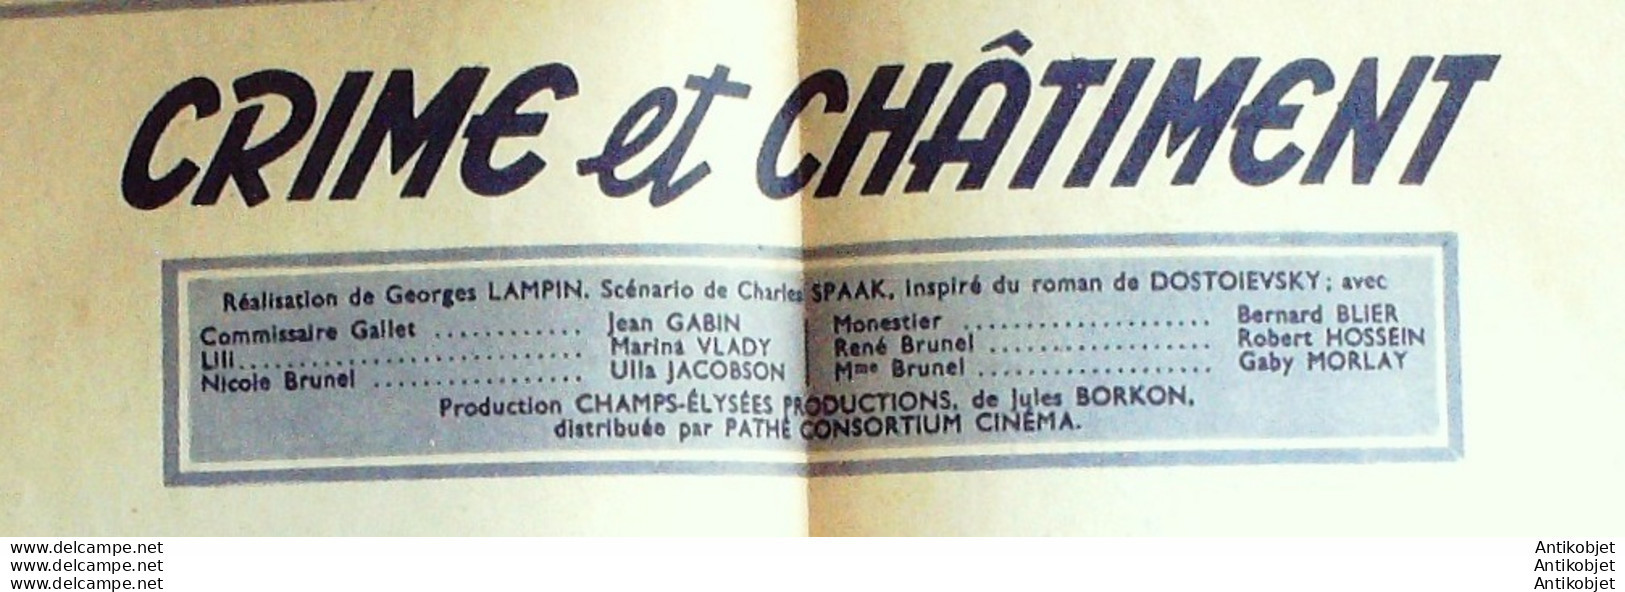 CRIME et CHÂTIMENT
Réalisation de Georges LAMPIN. Scénario de Charles SPAAK, inspiré du roman de DOSTOIEVSKY ; avec
Commissaire Gallet ............ Jean GABIN
Lili............................ Marina VLADY
Nicole Brunel ................. Ulla JACOBSON
Monestier .................... Bernard BLIER
René Brunel .................. Robert HOSSEIN
Mme Brunel ................... Gaby MORLAY
Production CHAMPS-ÉLYSÉES PRODUCTIONS, de Jules BORKON,
distribuée par PATHÉ CONSORTIUM CINÉMA.
www.delcampe.net
www.delcampe.net
www.delcampe.net
Antikobjet
Antikobjet
Antikobjet